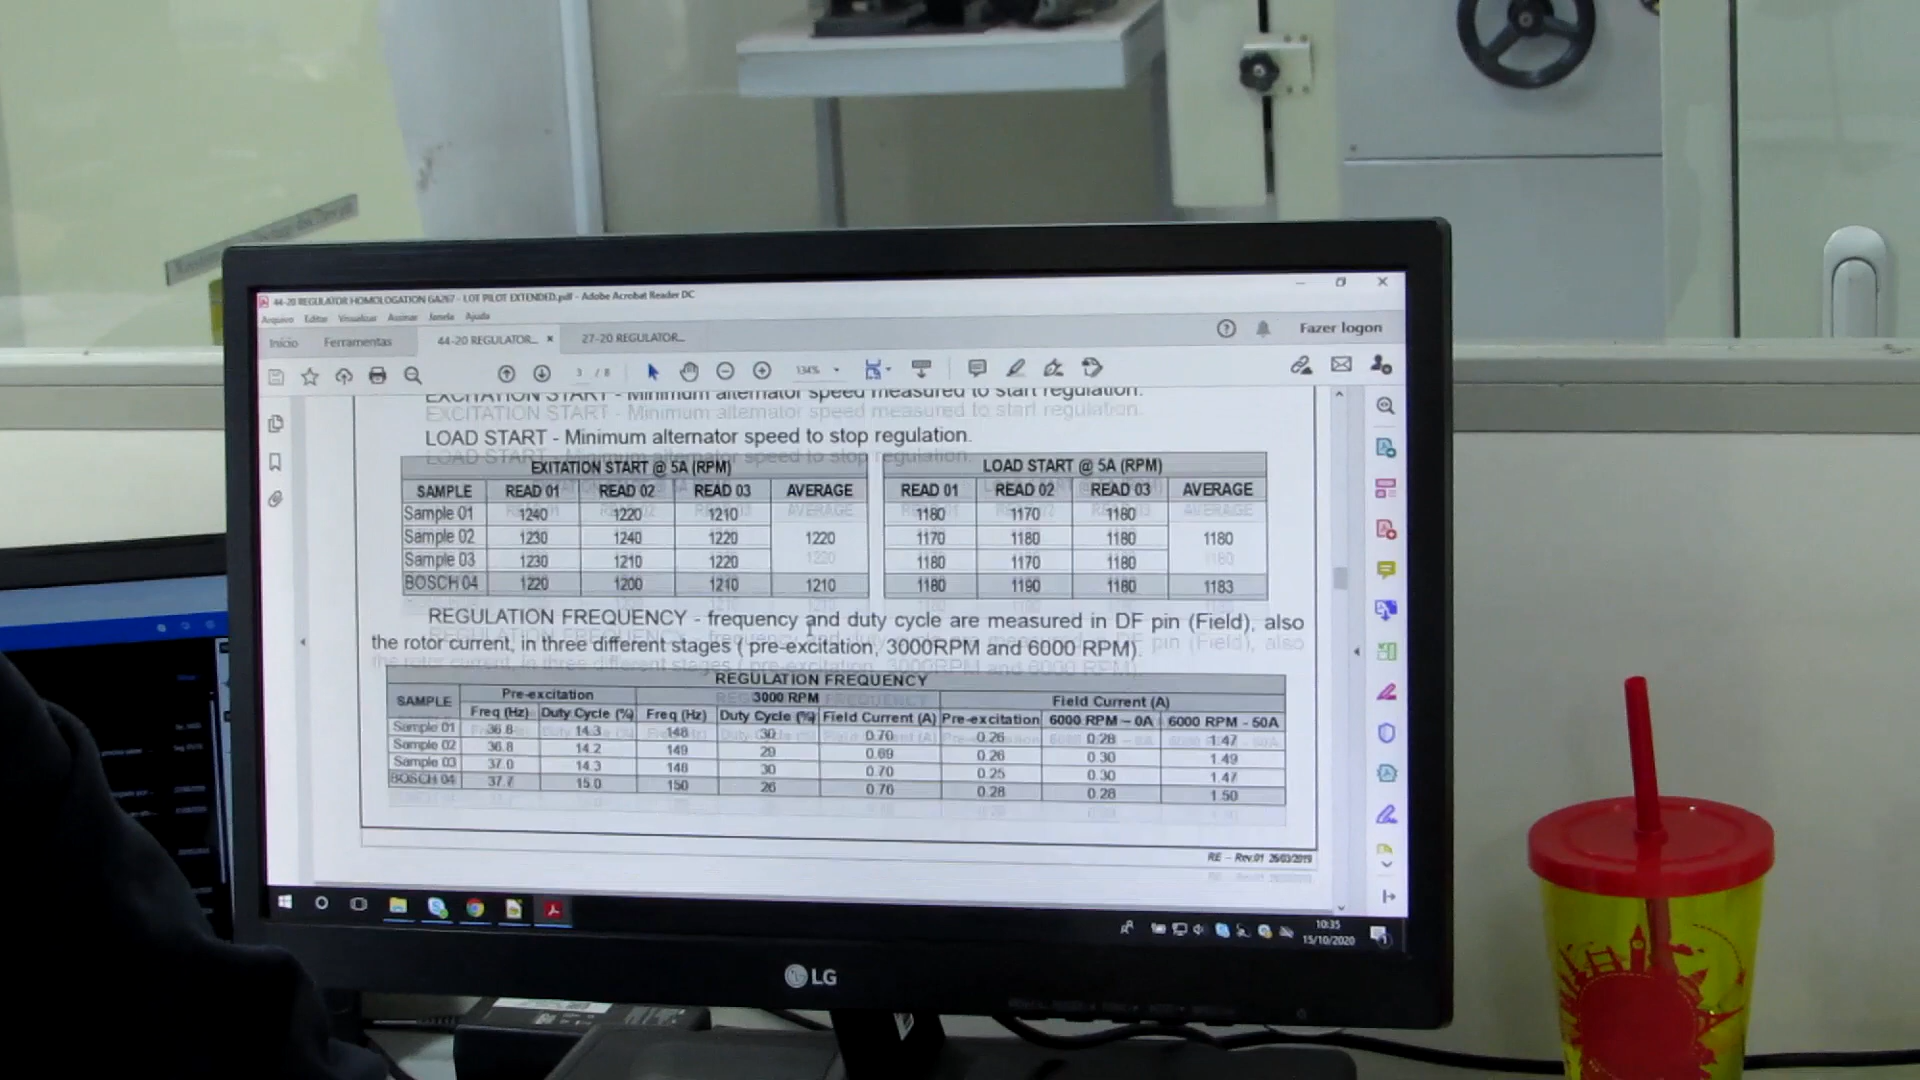 44-20 REGULATOR HOMOLOGATION GA267 - LOT PILOT EXTENDED.pdf - Adobe Acrobat Reader DC
Arquivo Editar Visualizar Assinar Janela Ajuda
Início Ferramentas 44-20 REGULATOR... 27-20 REGULATOR... Fazer logon
3 / 8 134%
EXCITATION START - Minimum alternator speed measured to start regulation.
LOAD START - Minimum alternator speed to stop regulation.
EXITATION START @ 5A (RPM) LOAD START @ 5A (RPM)
SAMPLE READ 01 READ 02 READ 03 AVERAGE READ 01 READ 02 READ 03 AVERAGE
Sample 01 1240 1220 1210 1180 1170 1180
Sample 02 1230 1240 1220 1220 1170 1180 1180 1180
Sample 03 1230 1210 1220 1180 1170 1180
BOSCH 04 1220 1200 1210 1210 1180 1190 1180 1183
REGULATION FREQUENCY - frequency and duty cycle are measured in DF pin (Field), also
the rotor current, in three different stages ( pre-excitation, 3000RPM and 6000 RPM).
REGULATION FREQUENCY
SAMPLE Pre-excitation 3000 RPM Field Current (A)
Freq (Hz) Duty Cycle (%) Freq (Hz) Duty Cycle (%) Field Current (A) Pre-excitation 6000 RPM – 0A 6000 RPM - 50A
Sample 01 36.8 14.3 148 30 0.70 0.26 0.28 1.47
Sample 02 36.8 14.2 149 29 0.69 0.26 0.30 1.49
Sample 03 37.0 14.3 148 30 0.70 0.25 0.30 1.47
BOSCH 04 37.7 15.0 150 26 0.76 0.28 0.28 1.50
RE – Rev.01 26/03/2019
10:35
15/10/2020
LG